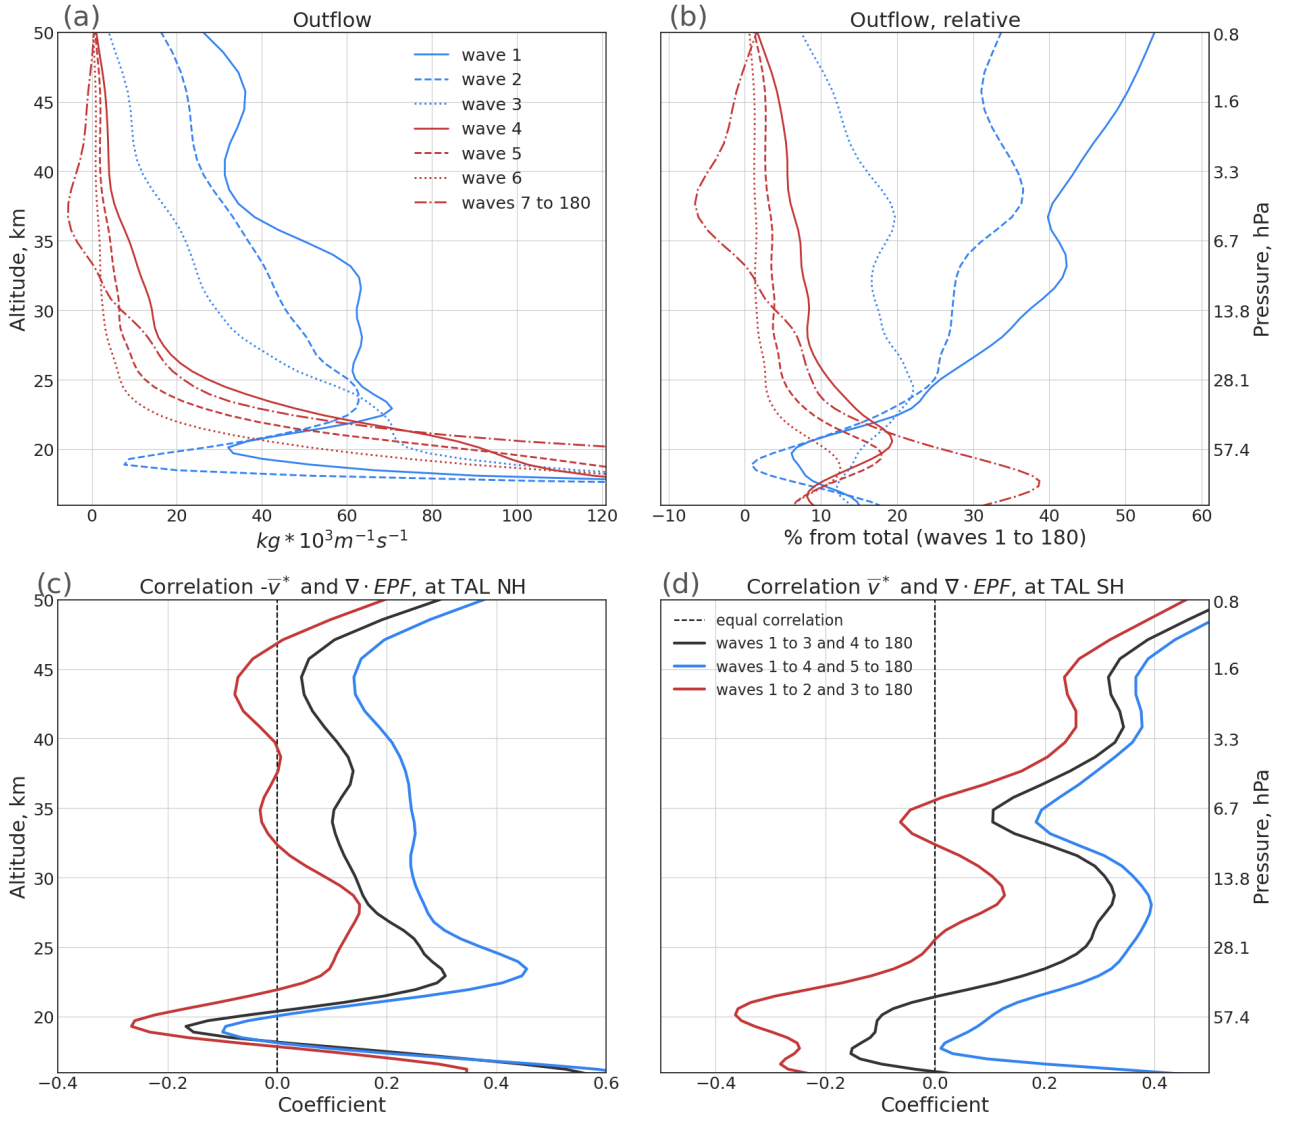 (a) Outflow
50
45
40
35
30
25
20
Altitude, km
wave 1
wave 2
wave 3
wave 4
wave 5
wave 6
waves 7 to 180
0 20 40 60 80 100 120
kg * 10³m⁻¹s⁻¹
(b) Outflow, relative
0.8
1.6
3.3
6.7
13.8
28.1
57.4
Pressure, hPa
−10 0 10 20 30 40 50 60
% from total (waves 1 to 180)
(c) Correlation -v̅* and ∇ · EPF, at TAL NH
50
45
40
35
30
25
20
Altitude, km
−0.4 −0.2 0.0 0.2 0.4 0.6
Coefficient
(d) Correlation v̅* and ∇ · EPF, at TAL SH
equal correlation
waves 1 to 3 and 4 to 180
waves 1 to 4 and 5 to 180
waves 1 to 2 and 3 to 180
0.8
1.6
3.3
6.7
13.8
28.1
57.4
Pressure, hPa
−0.4 −0.2 0.0 0.2 0.4
Coefficient